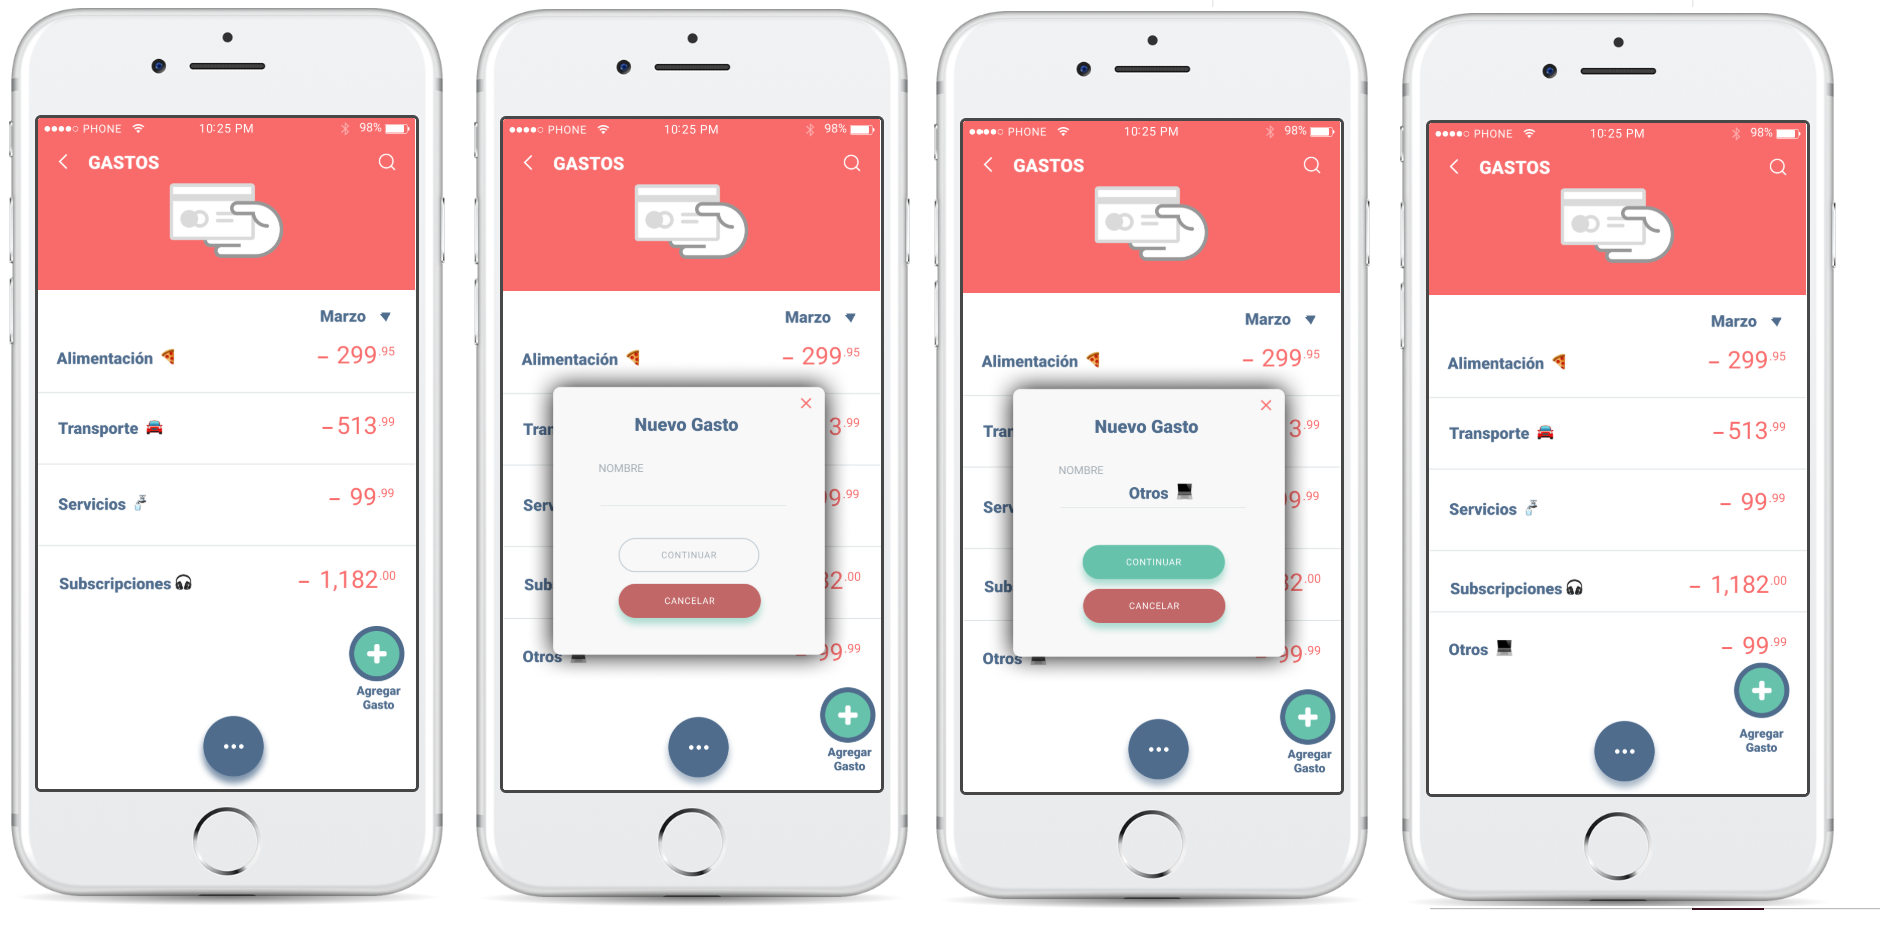 PHONE 10:25 PM 98%
GASTOS
Marzo
Alimentación - 299.95
Transporte -513.99
Servicios - 99.99
Subscripciones - 1,182.00
Agregar
Gasto
PHONE 10:25 PM 98%
GASTOS
Marzo
Alimentación - 299.95
Nuevo Gasto
Tran 3.99
NOMBRE
Serv 9.99
CONTINUAR
Sub 32.00
CANCELAR
Otros - 99.99
Agregar
Gasto
PHONE 10:25 PM 98%
GASTOS
Marzo
Alimentación - 299.95
Nuevo Gasto
Tran 3.99
NOMBRE
Otros
Serv 9.99
CONTINUAR
Sub 32.00
CANCELAR
Otros - 99.99
Agregar
Gasto
PHONE 10:25 PM 98%
GASTOS
Marzo
Alimentación - 299.95
Transporte -513.99
Servicios - 99.99
Subscripciones - 1,182.00
Otros - 99.99
Agregar
Gasto